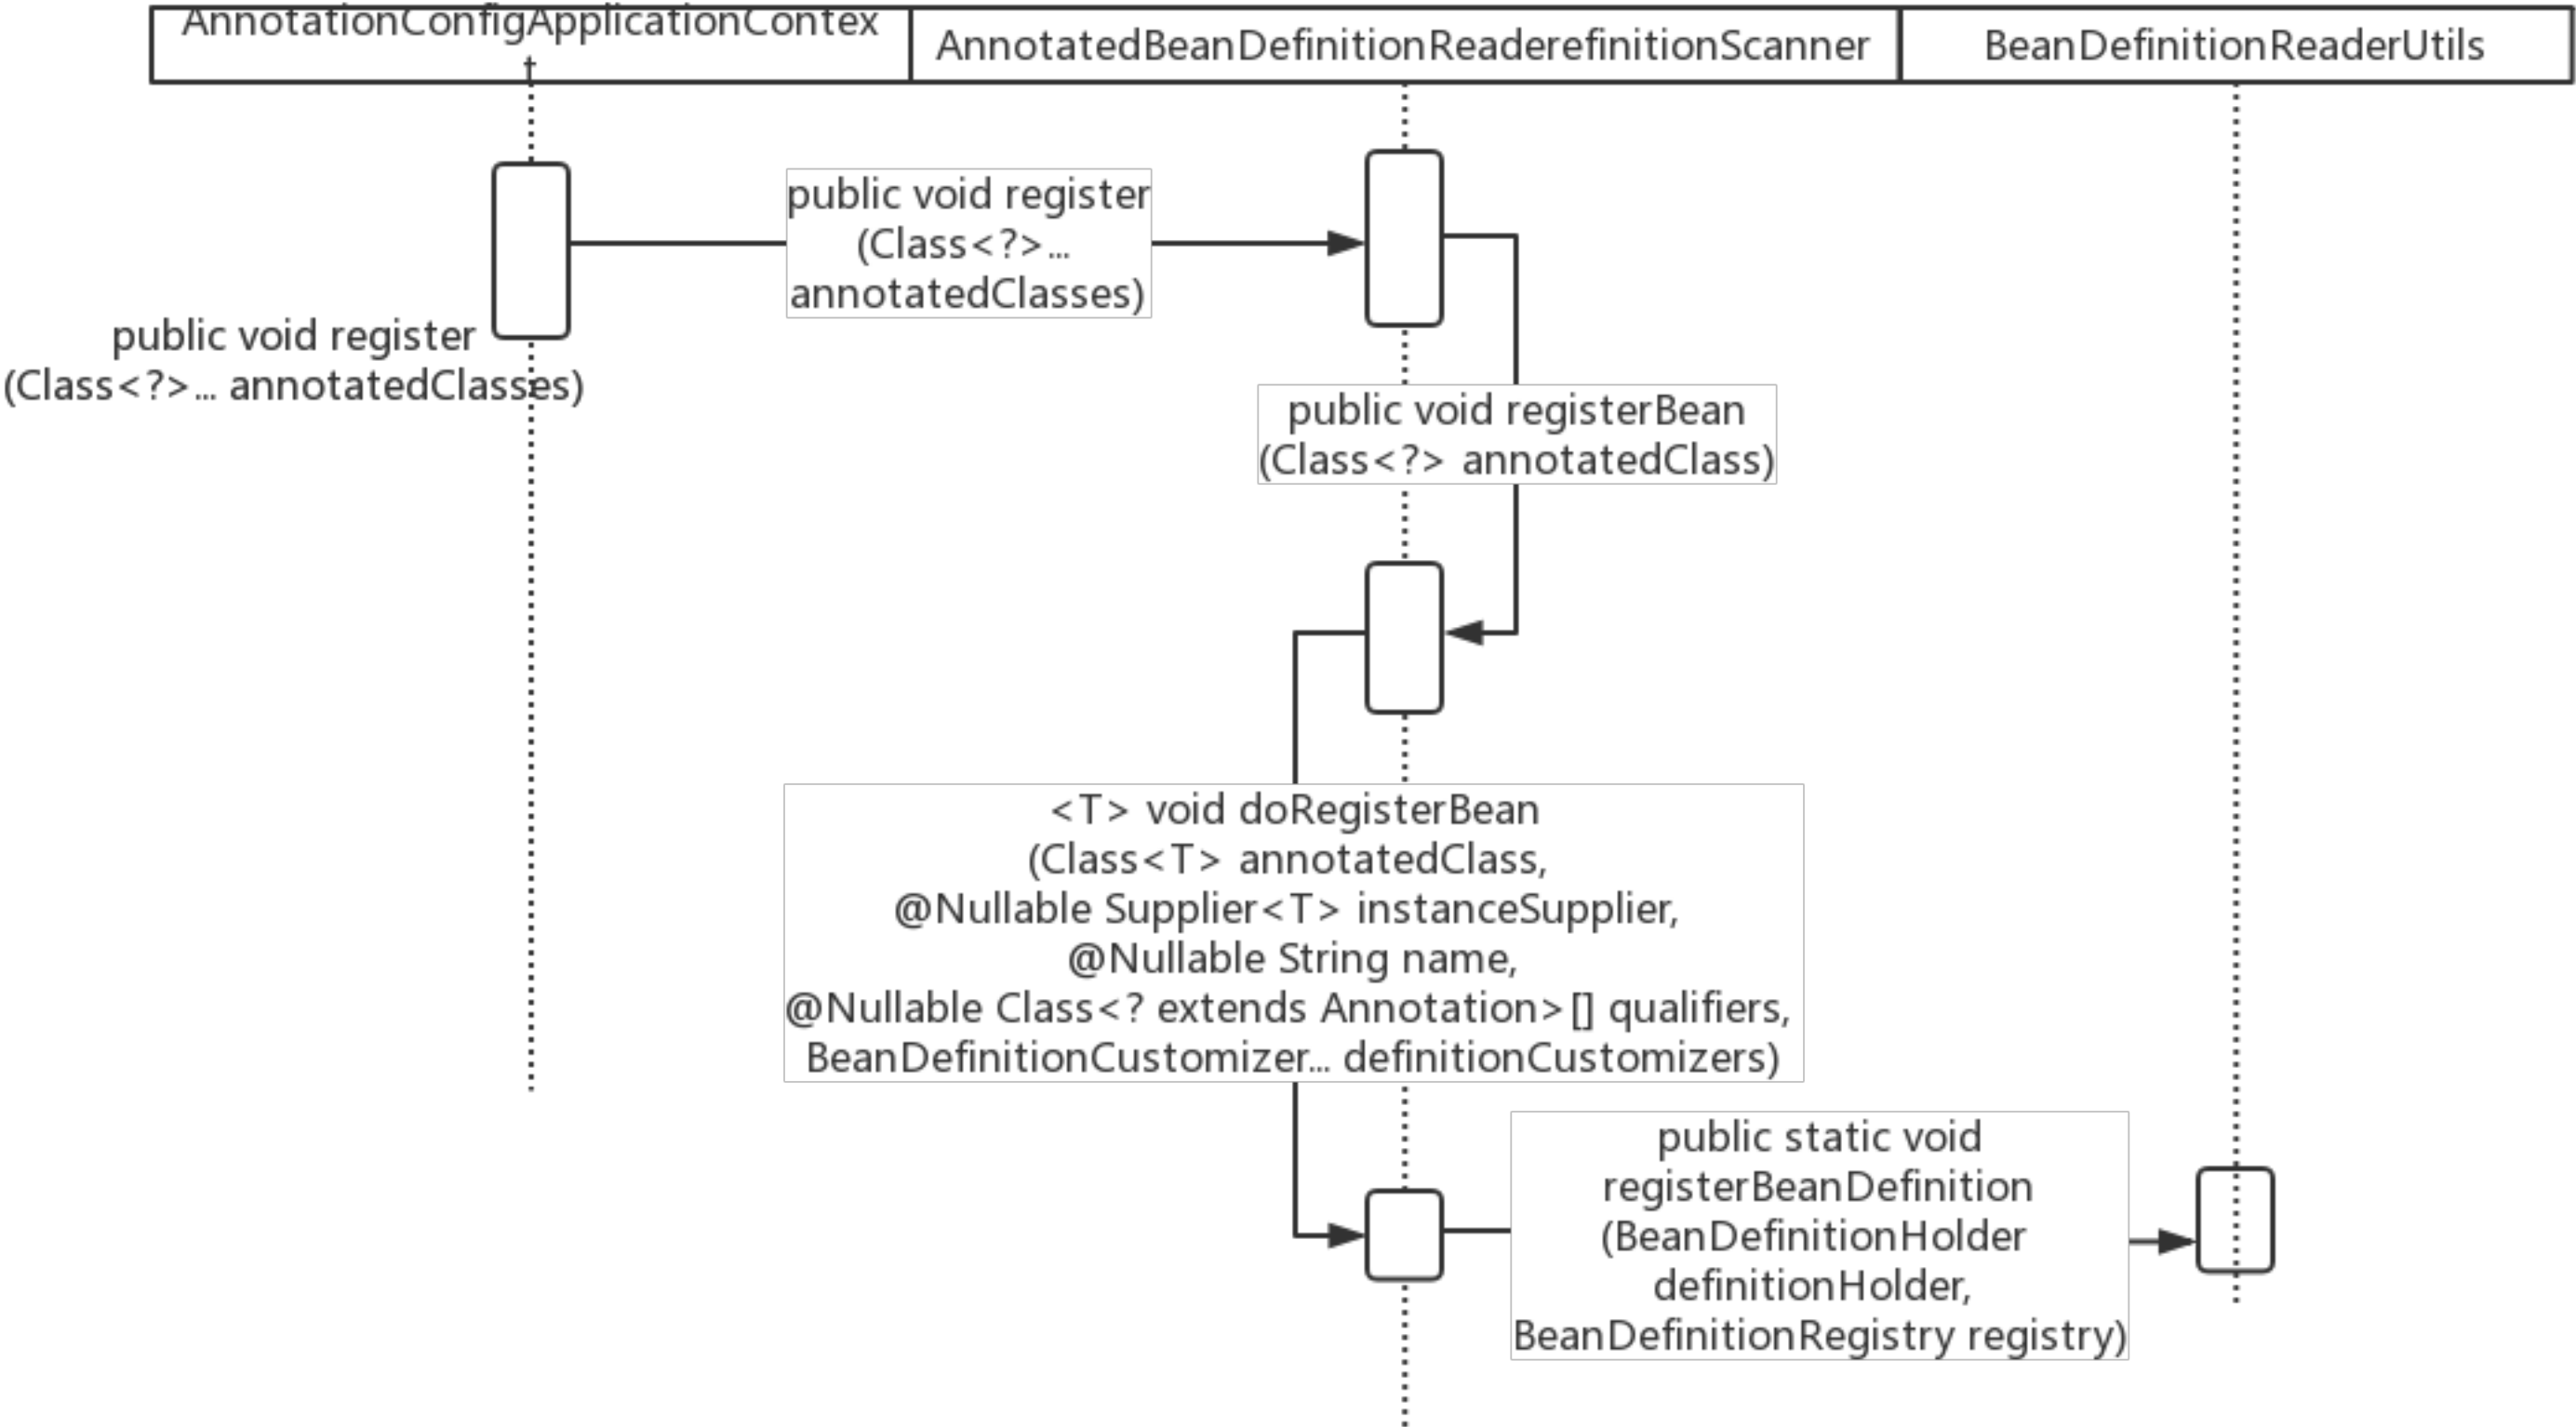 AnnotationConfigApplicationContex
t
AnnotatedBeanDefinitionReaderefinitionScanner
BeanDefinitionReaderUtils
public void register
(Class<?>...
annotatedClasses)
public void register
(Class<?>... annotatedClasses)
public void registerBean
(Class<?> annotatedClass)
<T> void doRegisterBean
(Class<T> annotatedClass,
@Nullable Supplier<T> instanceSupplier,
@Nullable String name,
@Nullable Class<? extends Annotation>[] qualifiers,
BeanDefinitionCustomizer... definitionCustomizers)
public static void
registerBeanDefinition
(BeanDefinitionHolder
definitionHolder,
BeanDefinitionRegistry registry)